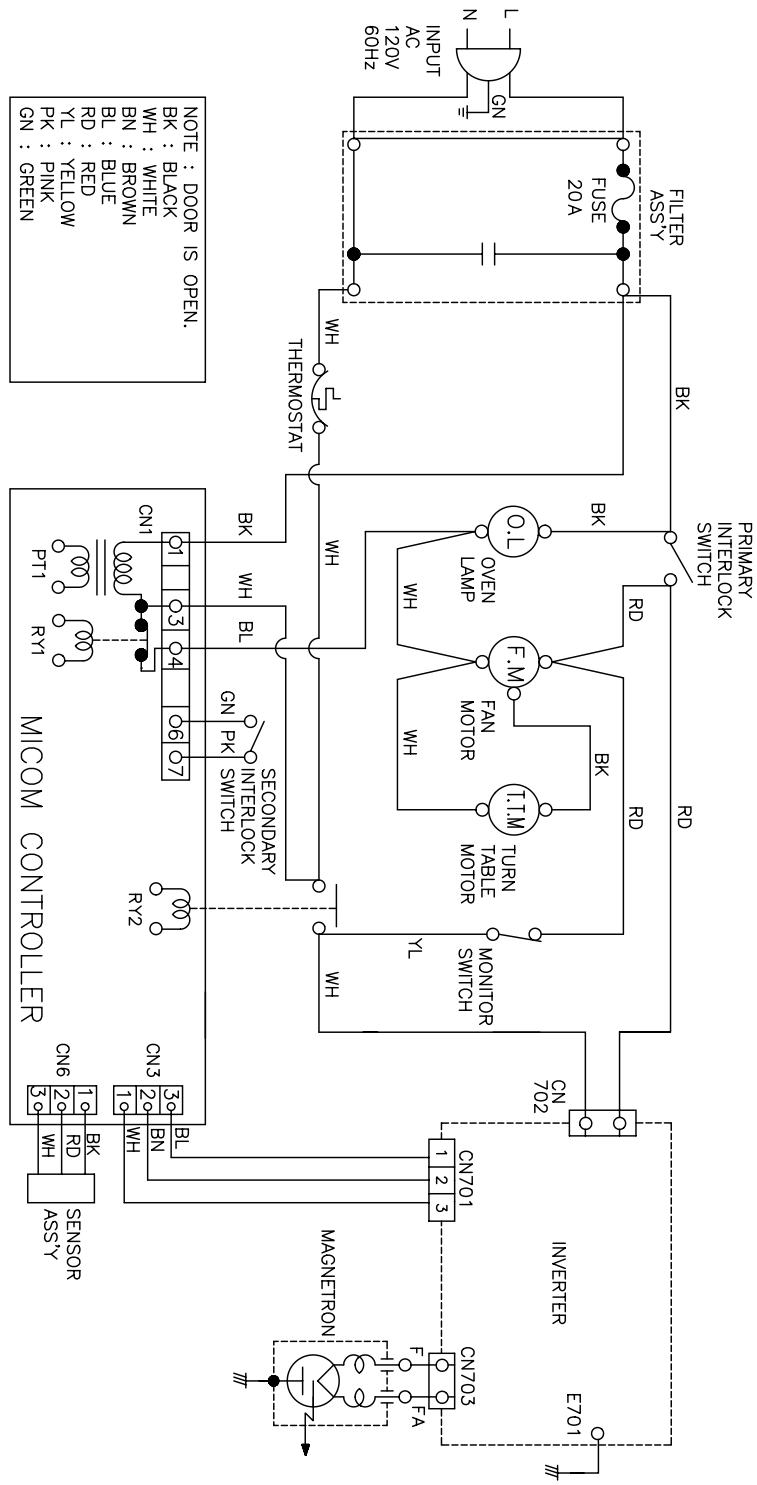 N
L
INPUT
AC
120V
60Hz
GN
FILTER
ASS'Y
FUSE
20A
WH
THERMOSTAT
BK
PRIMARY
INTERLOCK
SWITCH
BK
O.L
OVEN
LAMP
WH
RD
F.M
FAN
MOTOR
WH
BK
T.T.M
TURN
TABLE
MOTOR
RD
RD
MONITOR
SWITCH
YL
WH
WH
BK
WH
BL
CN1
1
3
4
6
7
GN
PK
SECONDARY
INTERLOCK
SWITCH
PT1
RY1
RY2
MICOM CONTROLLER
CN3
3
2
1
CN6
1
2
3
BL
BN
WH
BK
RD
WH
SENSOR
ASS'Y
CN
702
CN701
1
2
3
INVERTER
E701
CN703
F
FA
MAGNETRON
NOTE : DOOR IS OPEN.
BK : BLACK
WH : WHITE
BN : BROWN
BL : BLUE
RD : RED
YL : YELLOW
PK : PINK
GN : GREEN